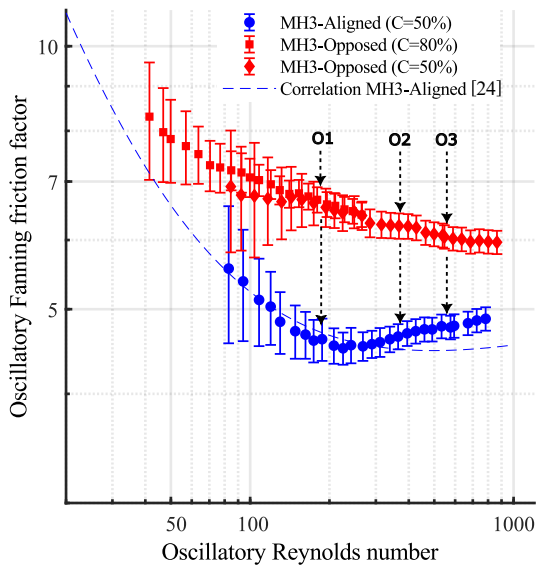 MH3-Aligned (C=50%)
MH3-Opposed (C=80%)
MH3-Opposed (C=50%)
Correlation MH3-Aligned [24]
O1 O2 O3
10
7
5
Oscillatory Fanning friction factor
50 100 1000
Oscillatory Reynolds number